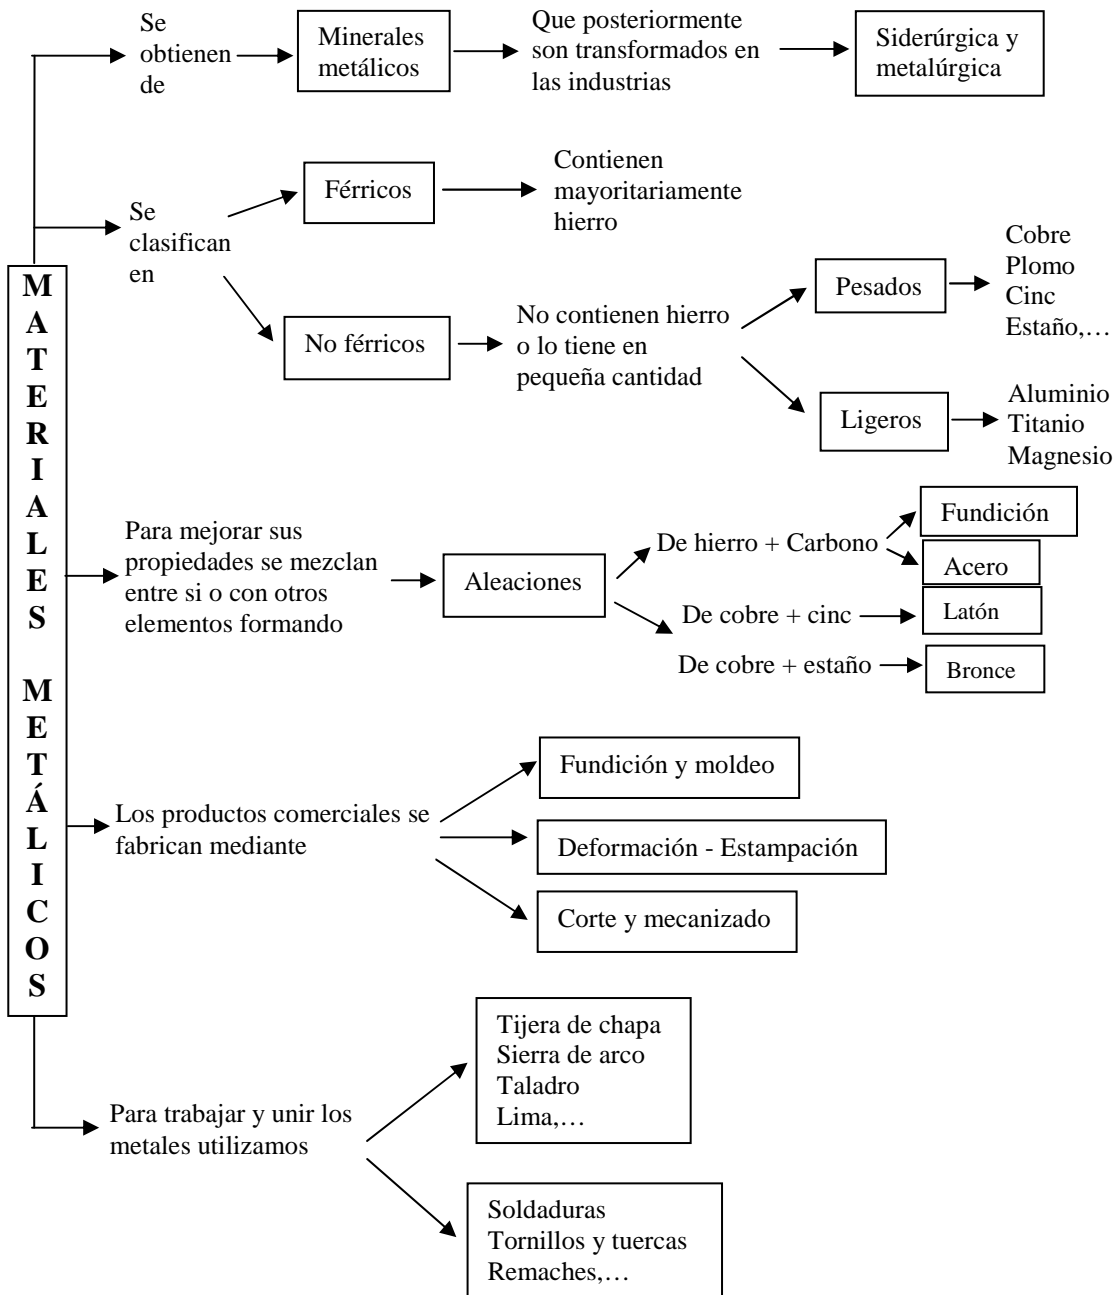 Se
obtienen
de
Minerales
metálicos
Que posteriormente
son transformados en
las industrias
Siderúrgica y
metalúrgica
Se
clasifican
en
Férricos
Contienen
mayoritariamente
hierro
No férricos
No contienen hierro
o lo tiene en
pequeña cantidad
Pesados
Cobre
Plomo
Cinc
Estaño,…
Ligeros
Aluminio
Titanio
Magnesio
MATERIALES METÁLICOS
Para mejorar sus
propiedades se mezclan
entre si o con otros
elementos formando
Aleaciones
De hierro + Carbono
Fundición
Acero
De cobre + cinc
Latón
De cobre + estaño
Bronce
Los productos comerciales se
fabrican mediante
Fundición y moldeo
Deformación - Estampación
Corte y mecanizado
Para trabajar y unir los
metales utilizamos
Tijera de chapa
Sierra de arco
Taladro
Lima,…
Soldaduras
Tornillos y tuercas
Remaches,…